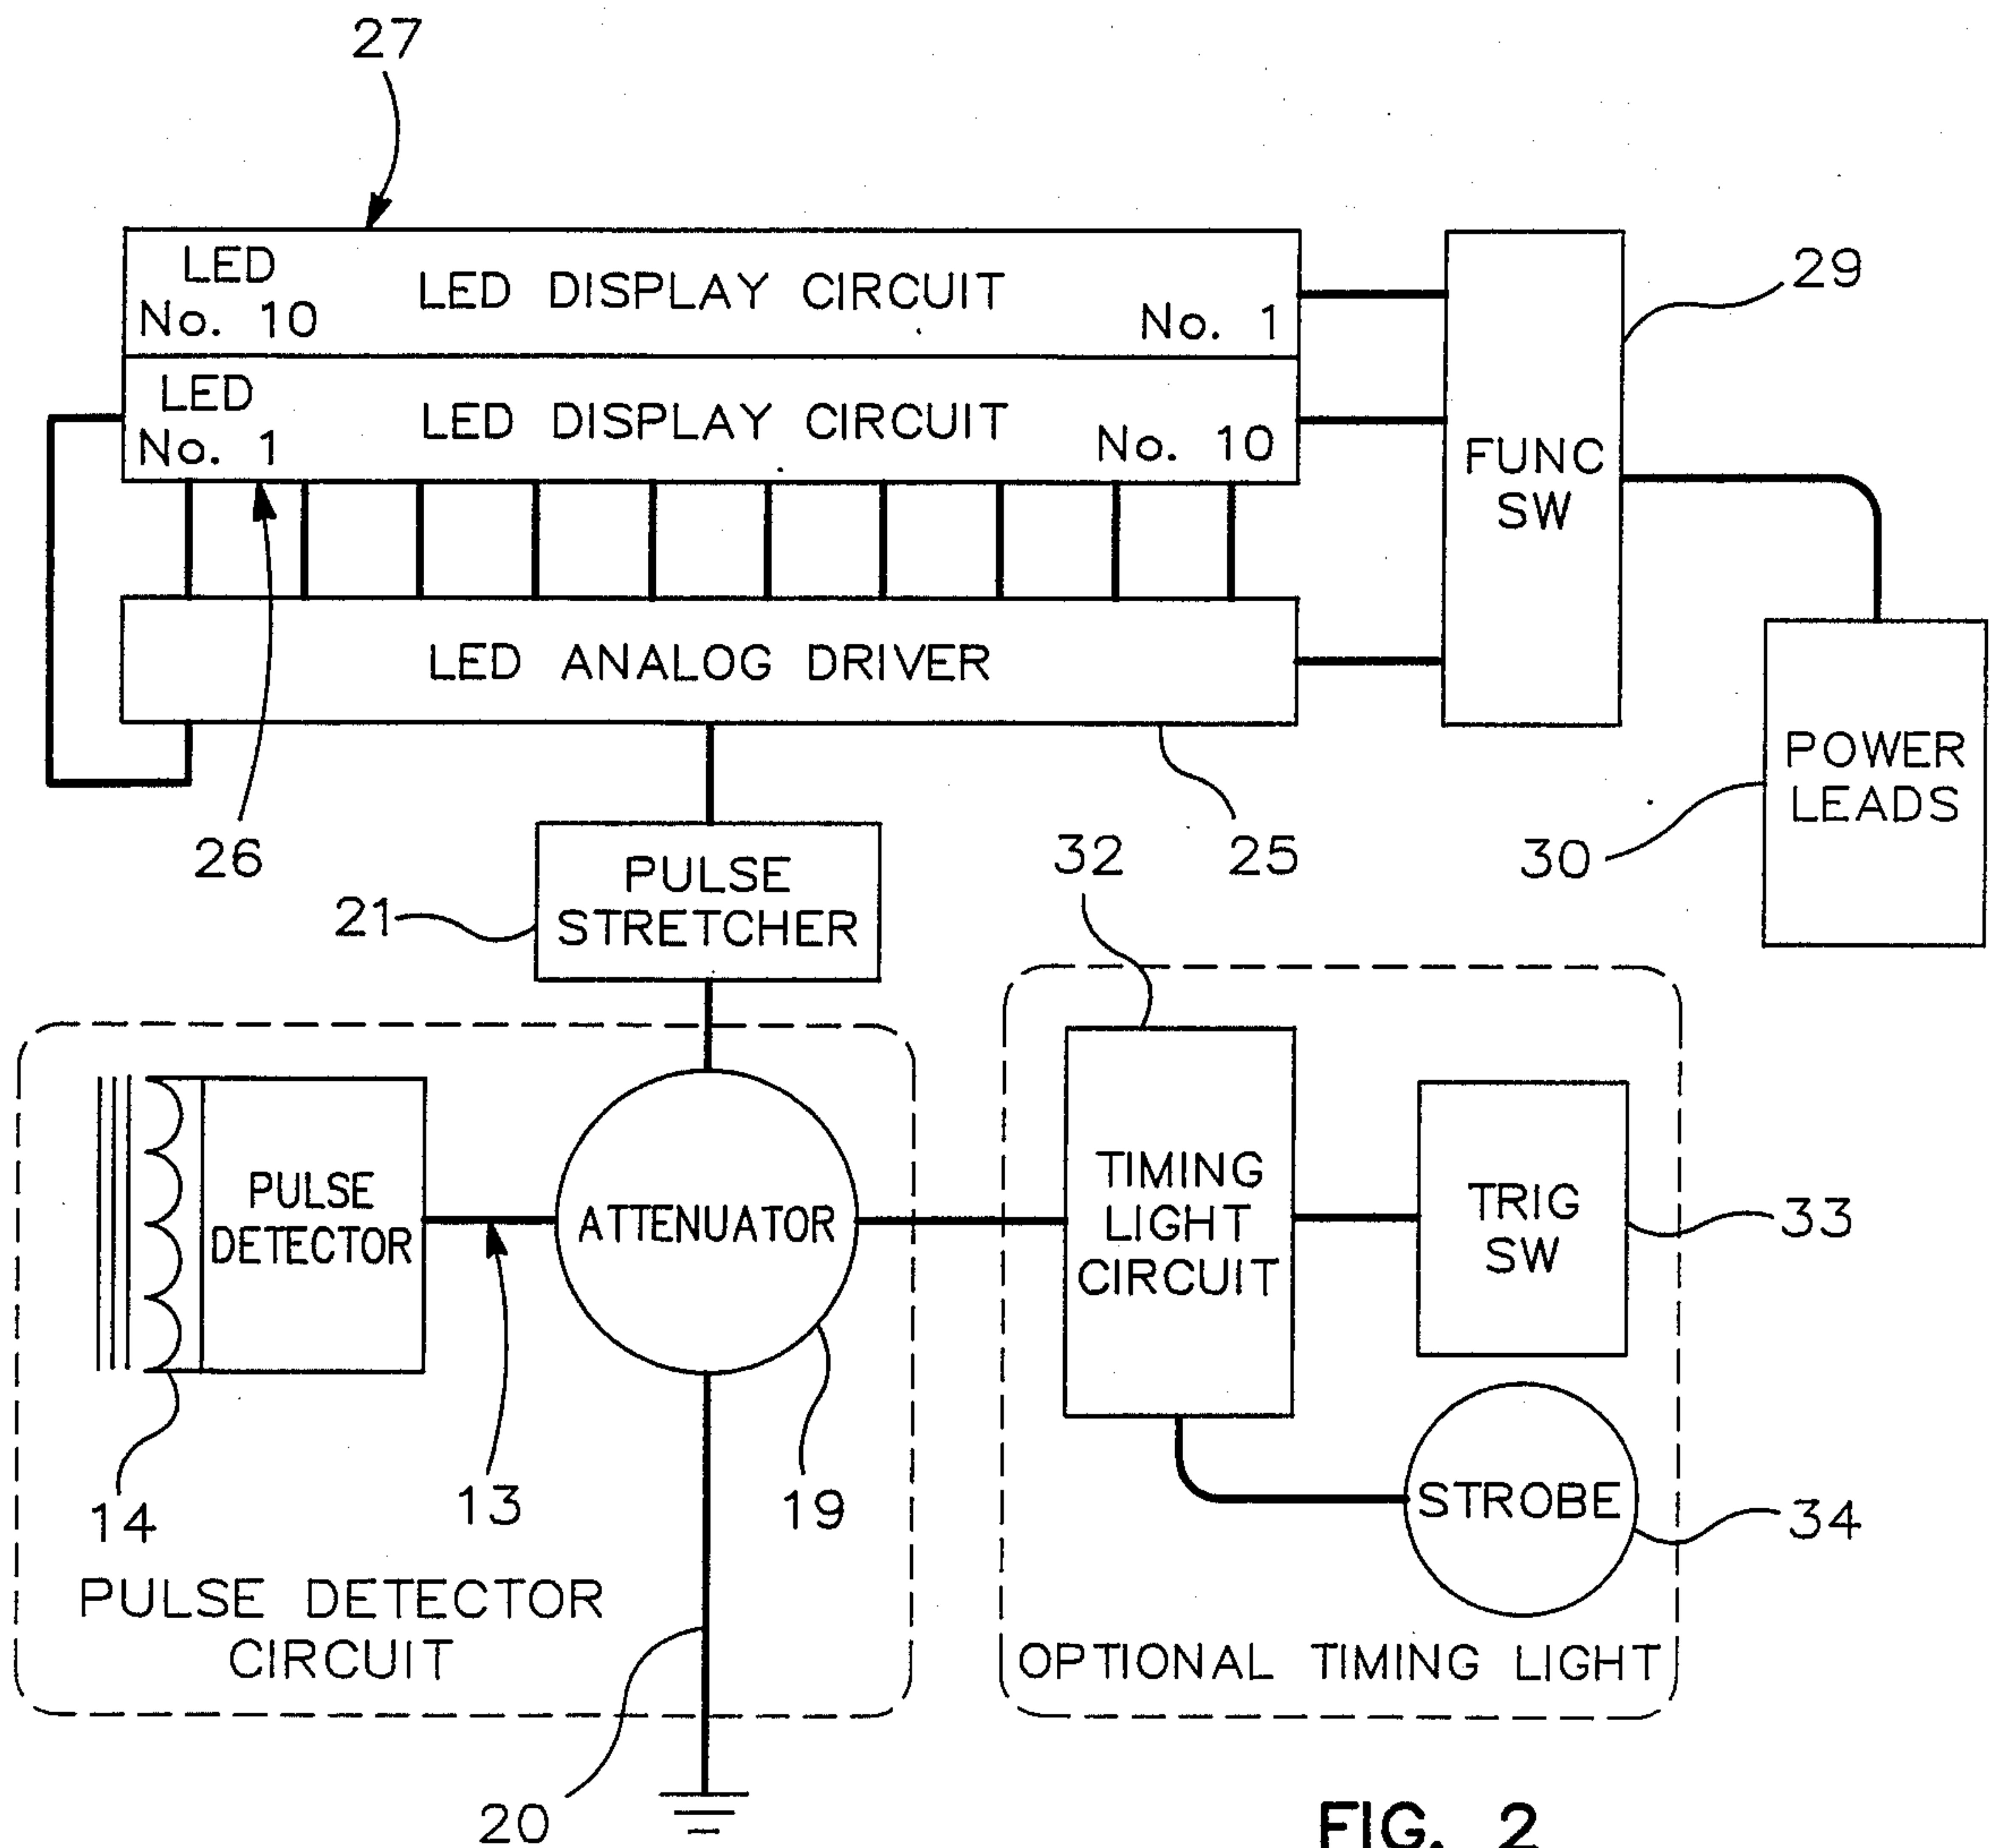 27
LED
No. 10
LED DISPLAY CIRCUIT
No. 1
29
LED
No. 1
LED DISPLAY CIRCUIT
No. 10
FUNC
SW
LED ANALOG DRIVER
POWER
LEADS
26
25
30
32
21
PULSE
STRETCHER
PULSE
DETECTOR
ATTENUATOR
TIMING
LIGHT
CIRCUIT
TRIG
SW
33
14
13
19
STROBE
34
PULSE DETECTOR
CIRCUIT
OPTIONAL TIMING LIGHT
20
FIG. 2